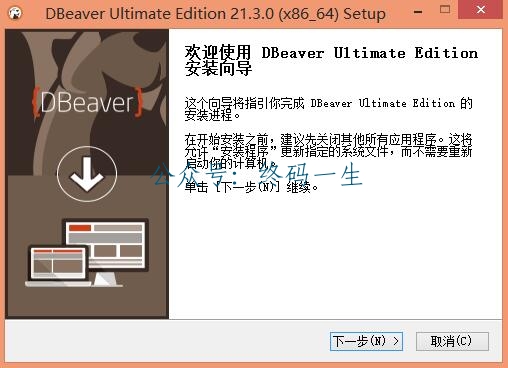 DBeaver Ultimate Edition 21.3.0 (x86_64) Setup
{DBeaver}
欢迎使用 DBeaver Ultimate Edition
安装向导
这个向导将指引你完成 DBeaver Ultimate Edition 的
安装进程。
在开始安装之前，建议先关闭其他所有应用程序。这将
允许“安装程序”更新指定的系统文件，而不需要重新
启动你的计算机。
公众号：终码一生
单击 [下一步(N)] 继续。
下一步(N) >
取消(C)